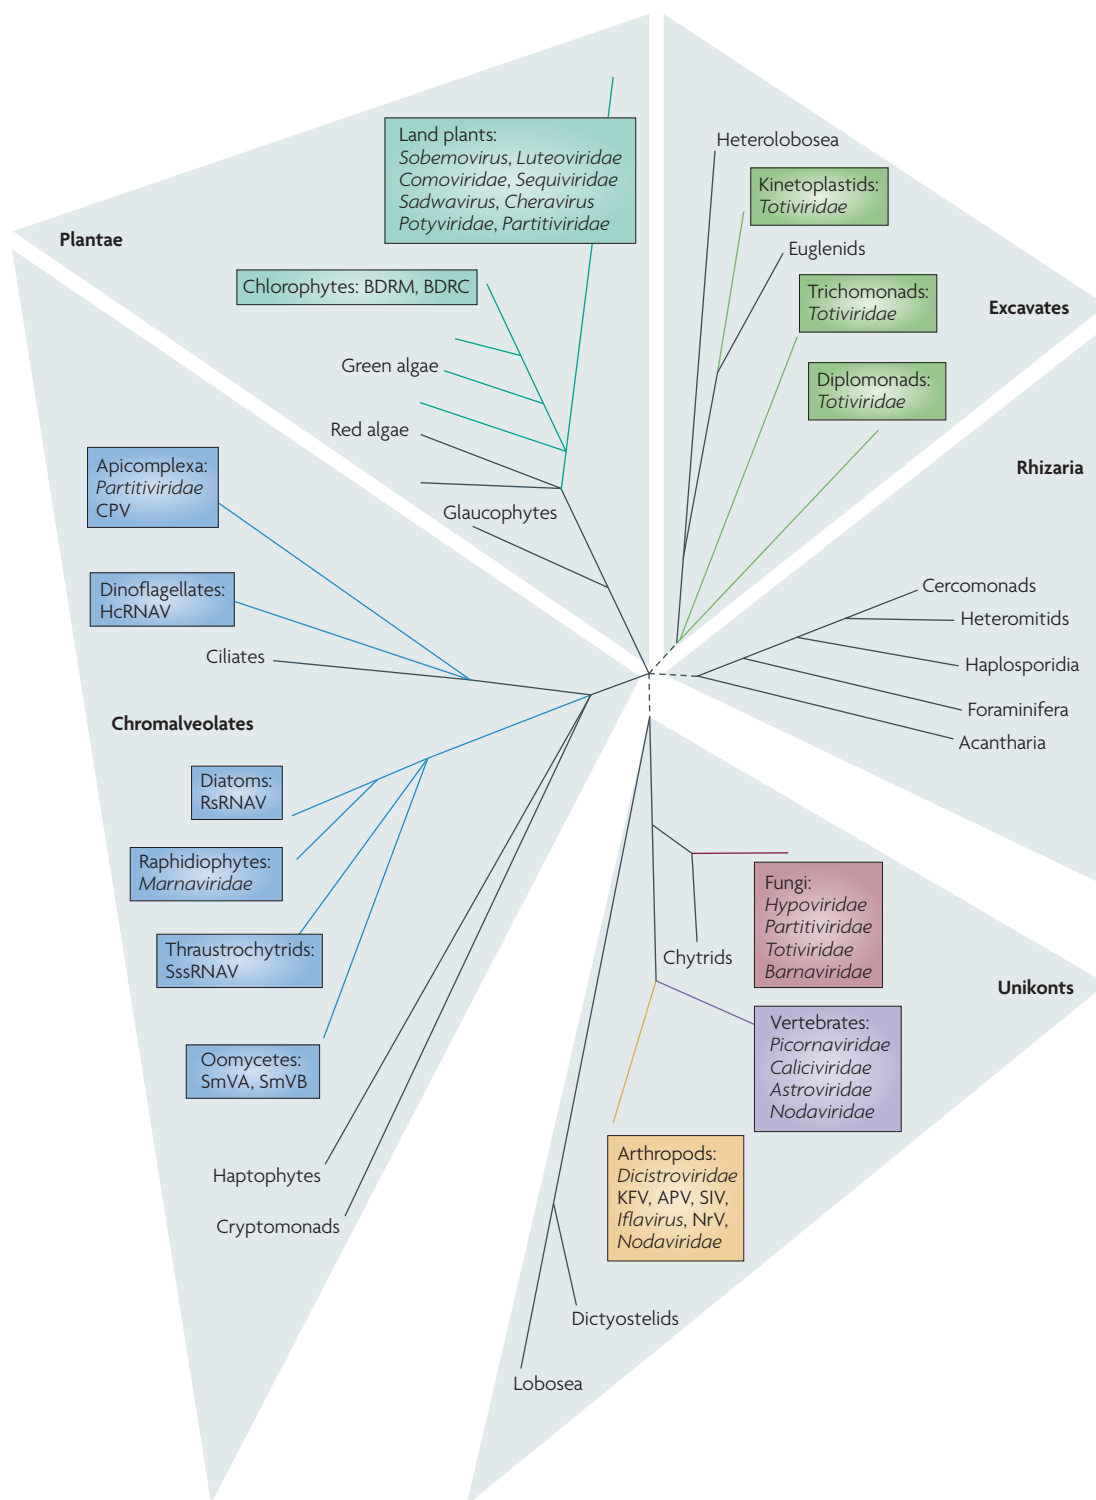 Land plants:
Sobemovirus, Luteoviridae
Comoviridae, Sequiviridae
Sadwavirus, Cheravirus
Potyviridae, Partitiviridae
Plantae
Chlorophytes: BDRM, BDRC
Green algae
Red algae
Glaucophytes
Heterolobosea
Kinetoplastids:
Totiviridae
Euglenids
Trichomonads:
Totiviridae
Excavates
Diplomonads:
Totiviridae
Rhizaria
Cercomonads
Heteromitids
Haplosporidia
Foraminifera
Acantharia
Apicomplexa:
Partitiviridae
CPV
Dinoflagellates:
HcRNAV
Ciliates
Chromalveolates
Diatoms:
RsRNAV
Raphidiophytes:
Marnaviridae
Thraustrochytrids:
SssRNAV
Oomycetes:
SmVA, SmVB
Haptophytes
Cryptomonads
Fungi:
Hypoviridae
Partitiviridae
Totiviridae
Barnaviridae
Chytrids
Unikonts
Vertebrates:
Picornaviridae
Caliciviridae
Astroviridae
Nodaviridae
Arthropods:
Dicistroviridae
KFV, APV, SIV,
Iflavirus, NrV,
Nodaviridae
Dictyostelids
Lobosea